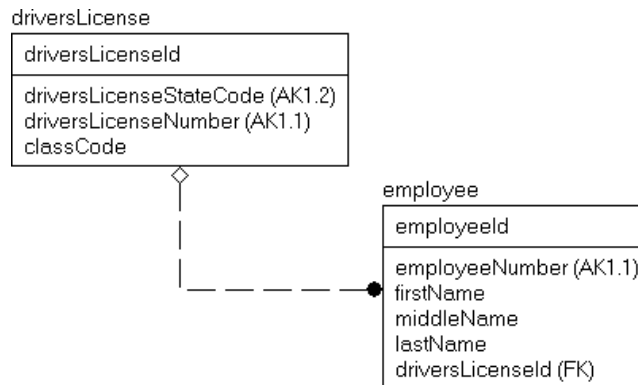 driversLicense
driversLicenseId
driversLicenseStateCode (AK1.2)
driversLicenseNumber (AK1.1)
classCode
employee
employeeId
employeeNumber (AK1.1)
firstName
middleName
lastName
driversLicenseId (FK)